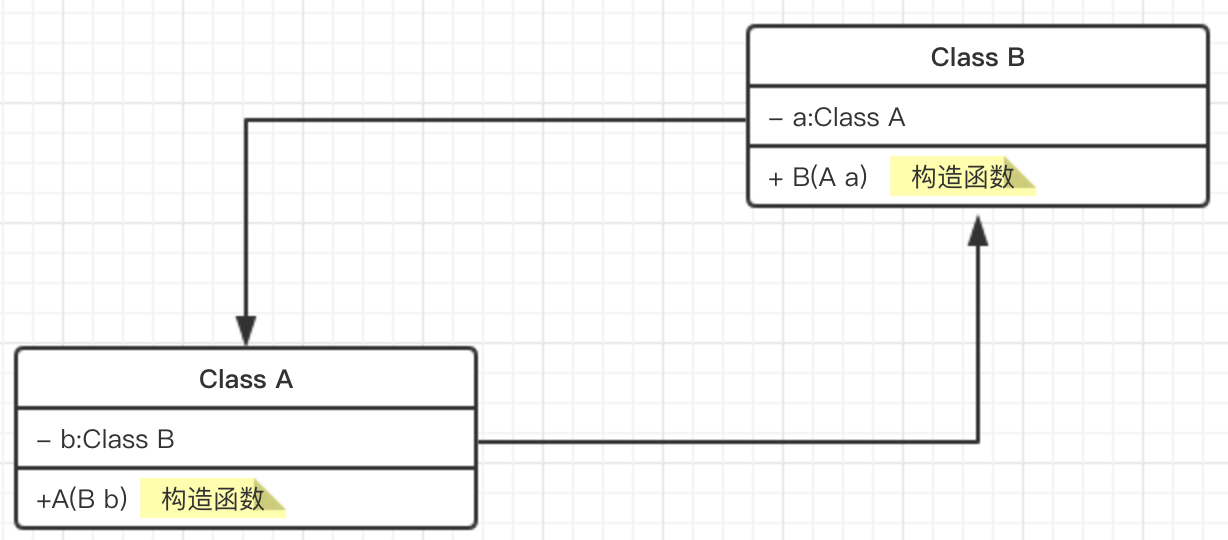 Class B
– a:Class A
+ B(A a) 构造函数
Class A
– b:Class B
+A(B b) 构造函数